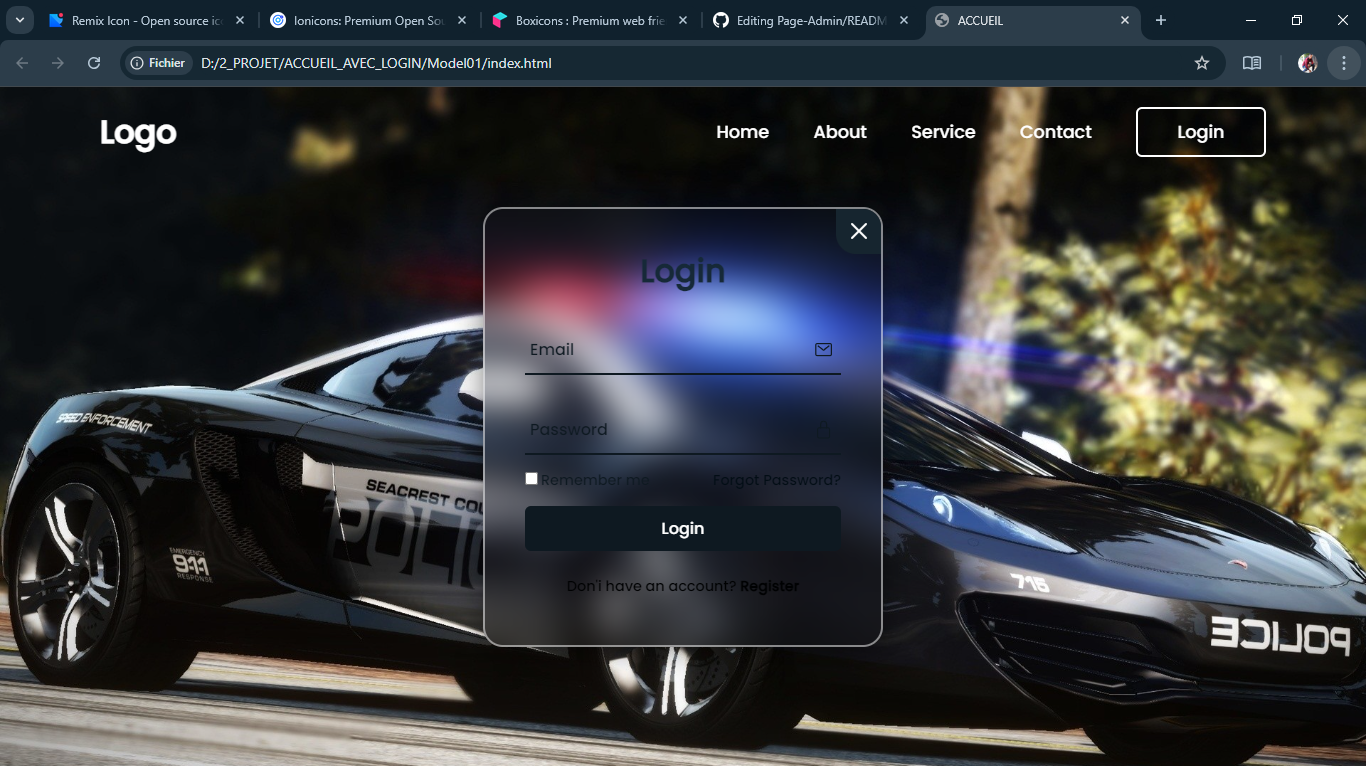 Remix Icon - Open source ic
Ionicons: Premium Open Sou
Boxicons : Premium web frie
Editing Page-Admin/READM
ACCUEIL
Fichier
D:/2_PROJET/ACCUEIL_AVEC_LOGIN/Model01/index.html
Logo
Home
About
Service
Contact
Login
Login
Email
Password
Remember me
Forgot Password?
Login
Don'i have an account? Register
SPEED ENFORCEMENT
SEACREST COU
POLIC
EMERGENCY
911
RESPONSE
715
POLICE